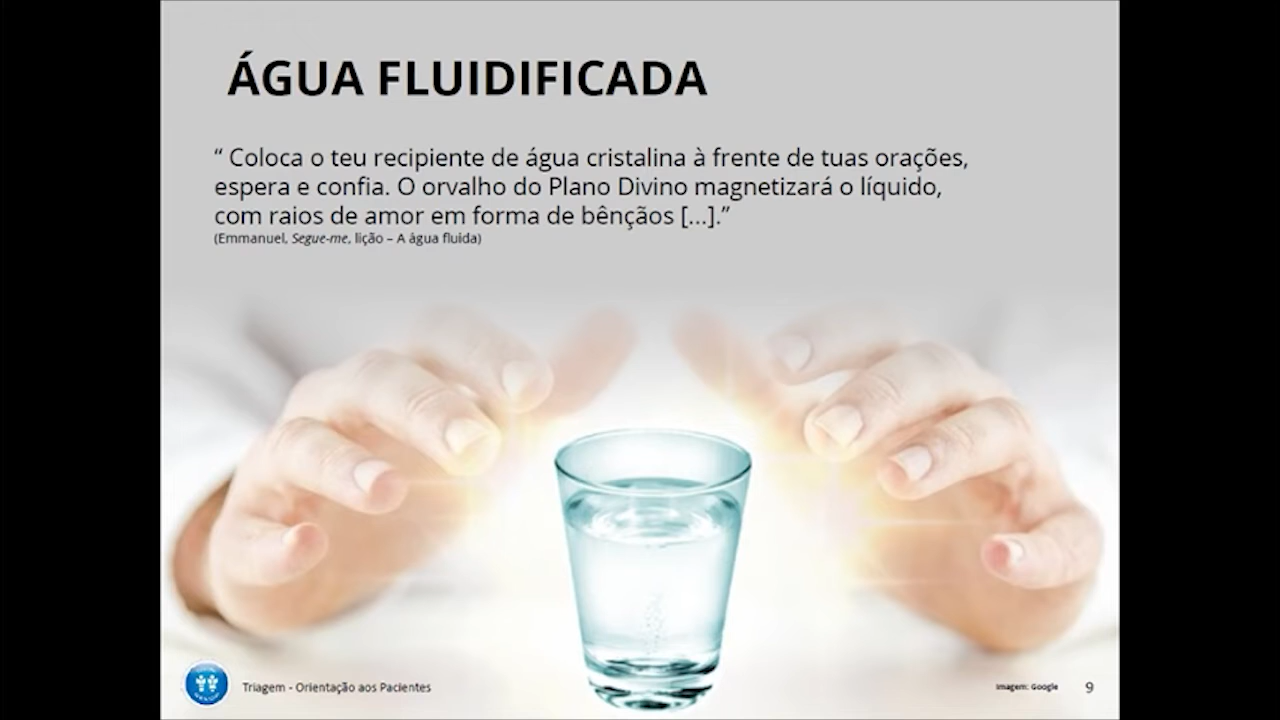 ÁGUA FLUIDIFICADA
“ Coloca o teu recipiente de água cristalina à frente de tuas orações,
espera e confia. O orvalho do Plano Divino magnetizará o líquido,
com raios de amor em forma de bênçãos [...].”
(Emmanuel, Segue-me, lição – A água fluida)
Triagem - Orientação aos Pacientes
Imagem: Google
9